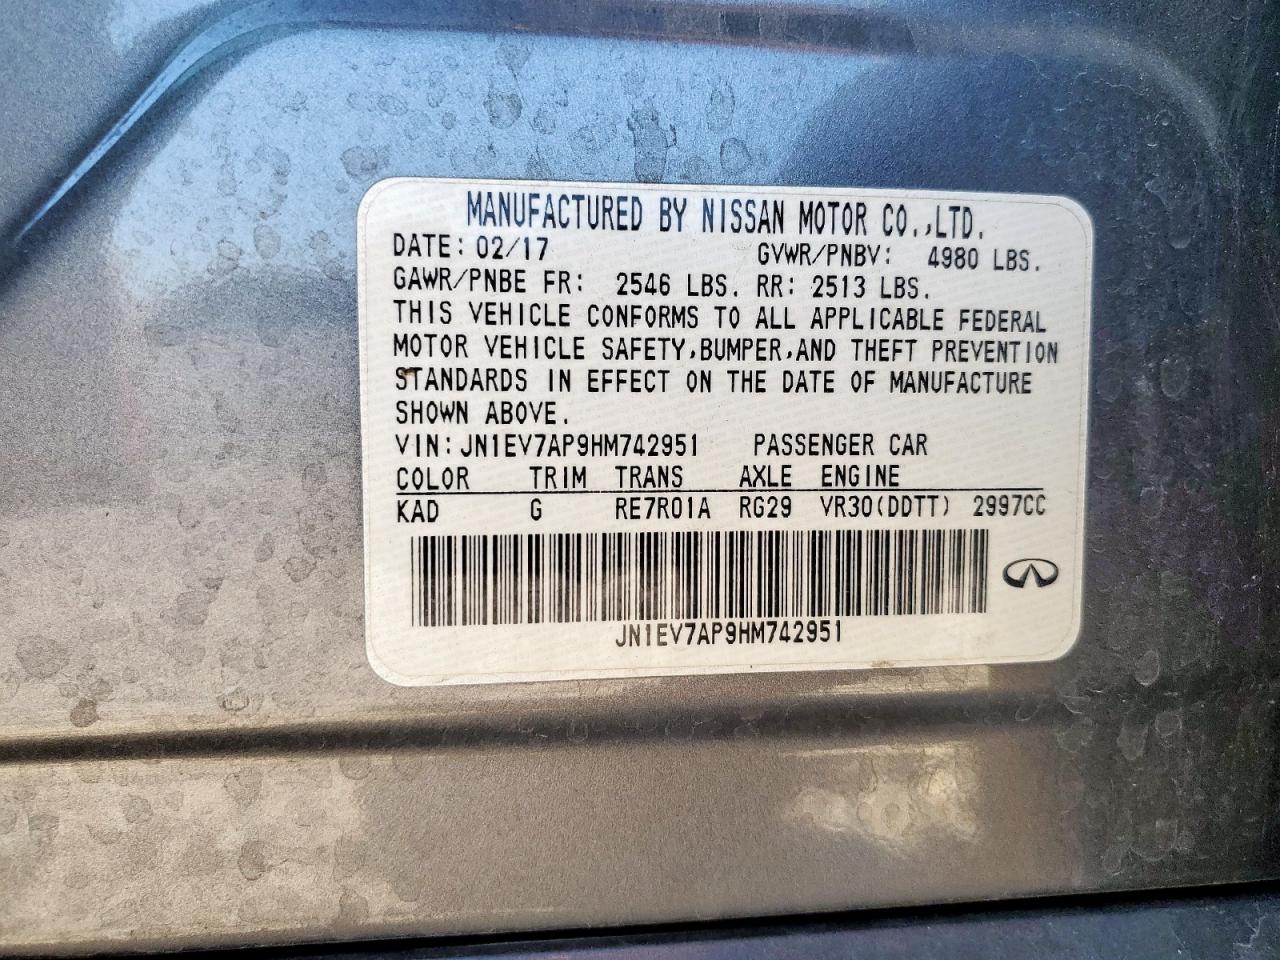 MANUFACTURED BY NISSAN MOTOR CO.,LTD.
DATE: 02/17 GVWR/PNBV: 4980 LBS.
GAWR/PNBE FR: 2546 LBS. RR: 2513 LBS.
THIS VEHICLE CONFORMS TO ALL APPLICABLE FEDERAL
MOTOR VEHICLE SAFETY,BUMPER,AND THEFT PREVENTION
STANDARDS IN EFFECT ON THE DATE OF MANUFACTURE
SHOWN ABOVE.
VIN:JN1EV7AP9HM742951 PASSENGER CAR
COLOR TRIM TRANS AXLE ENGINE
KAD G RE7R01A RG29 VR30(DDTT) 2997CC
JN1EV7AP9HM742951